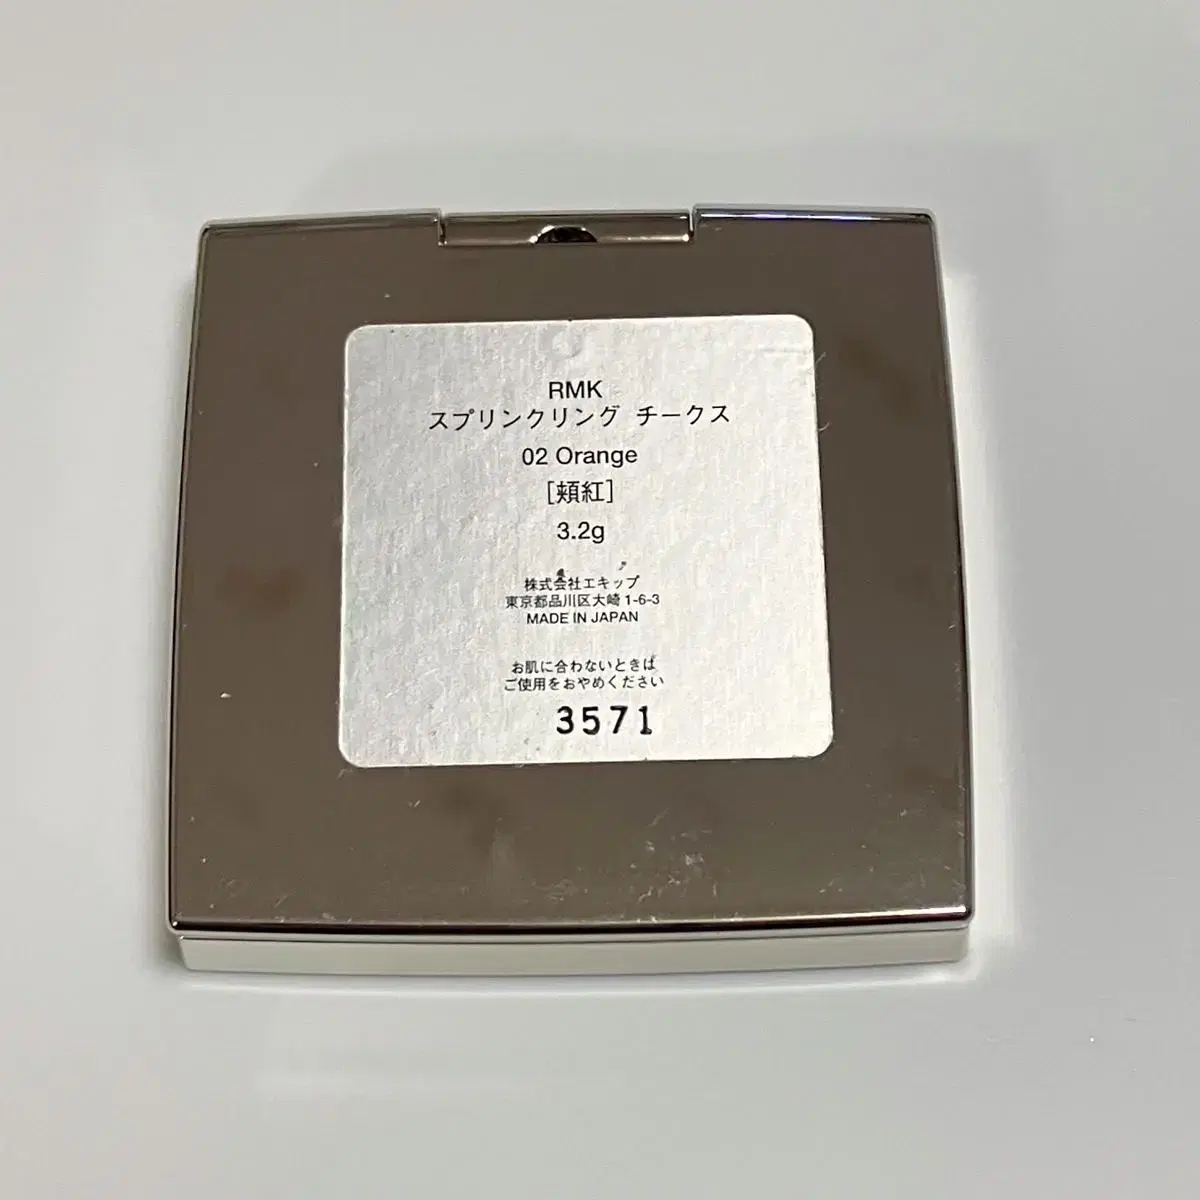 RMK
スプリンクリング チークス
02 Orange
[頬紅]
3.2g
株式会社エキップ
東京都品川区大崎1-6-3
MADE IN JAPAN
お肌に合わないときは
ご使用をおやめください
3571